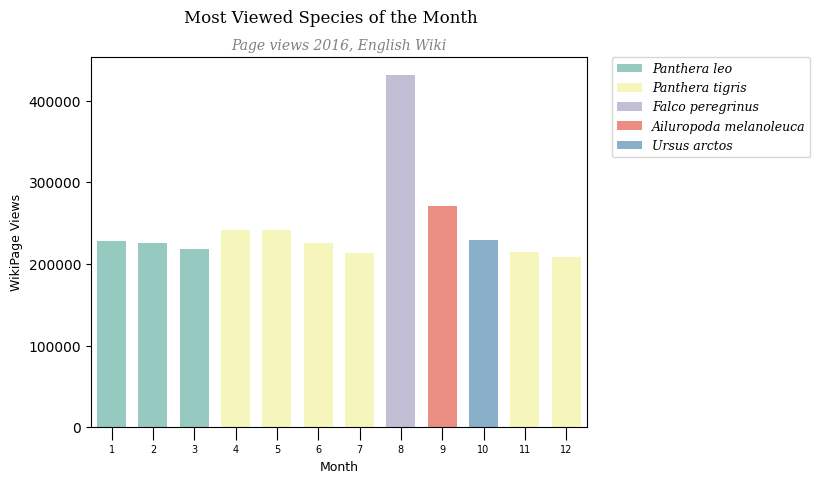 Most Viewed Species of the Month
Page views 2016, English Wiki
Panthera leo
Panthera tigris
Falco peregrinus
Ailuropoda melanoleuca
Ursus arctos
WikiPage Views
400000
300000
200000
100000
0
1 2 3 4 5 6 7 8 9 10 11 12
Month